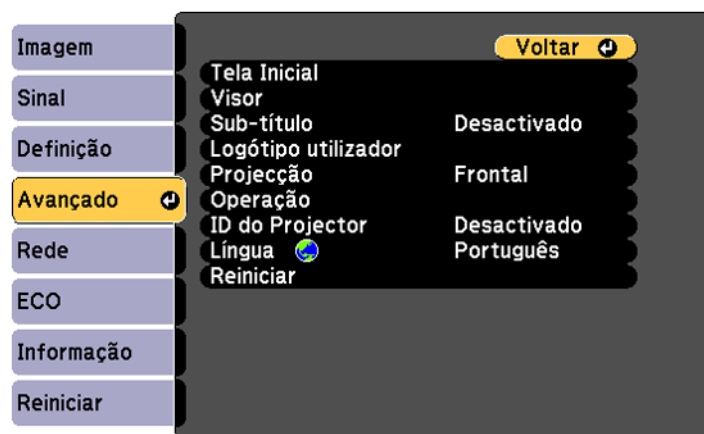 Imagem
Sinal
Definição
Avançado
Rede
ECO
Informação
Reiniciar
Voltar
Tela Inicial
Visor
Sub-título Desactivado
Logótipo utilizador
Projecção Frontal
Operação
ID do Projector Desactivado
Língua Português
Reiniciar